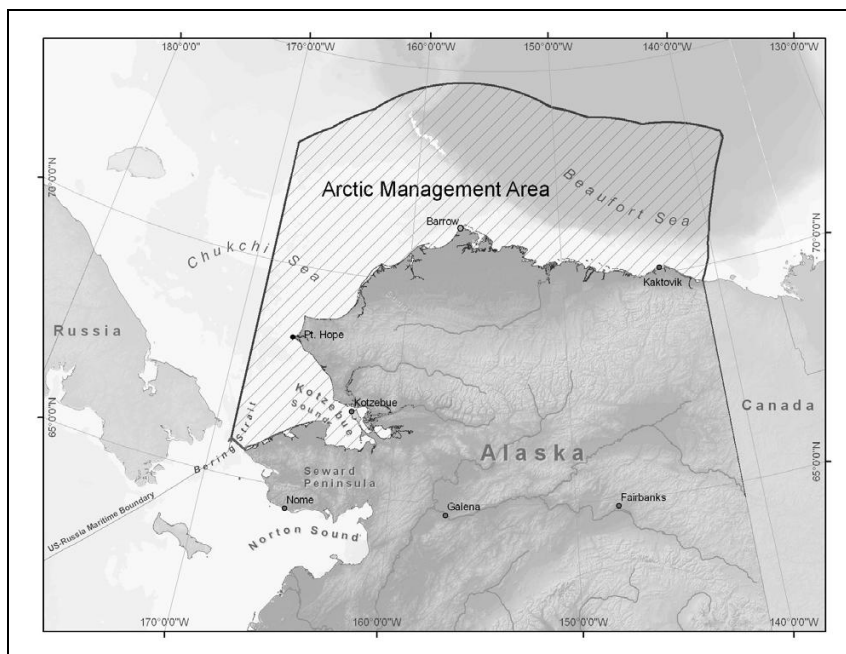 180°0'0"W
170°0'0"W
160°0'0"W
150°0'0"W
140°0'0"W
130°0'0"W
70°0'0"N
70°0'0"N
Arctic Management Area
Beaufort Sea
Barrow
Chukchi Sea
Kaktovik
Russia
Pt. Hope
Kotzebue Sound
Kotzebue
Canada
65°0'0"N
65°0'0"N
Bering Strait
Alaska
Seward
Peninsula
Nome
Galena
Fairbanks
US-Russia Maritime Boundary
Norton Sound
170°0'0"W
160°0'0"W
150°0'0"W
140°0'0"W